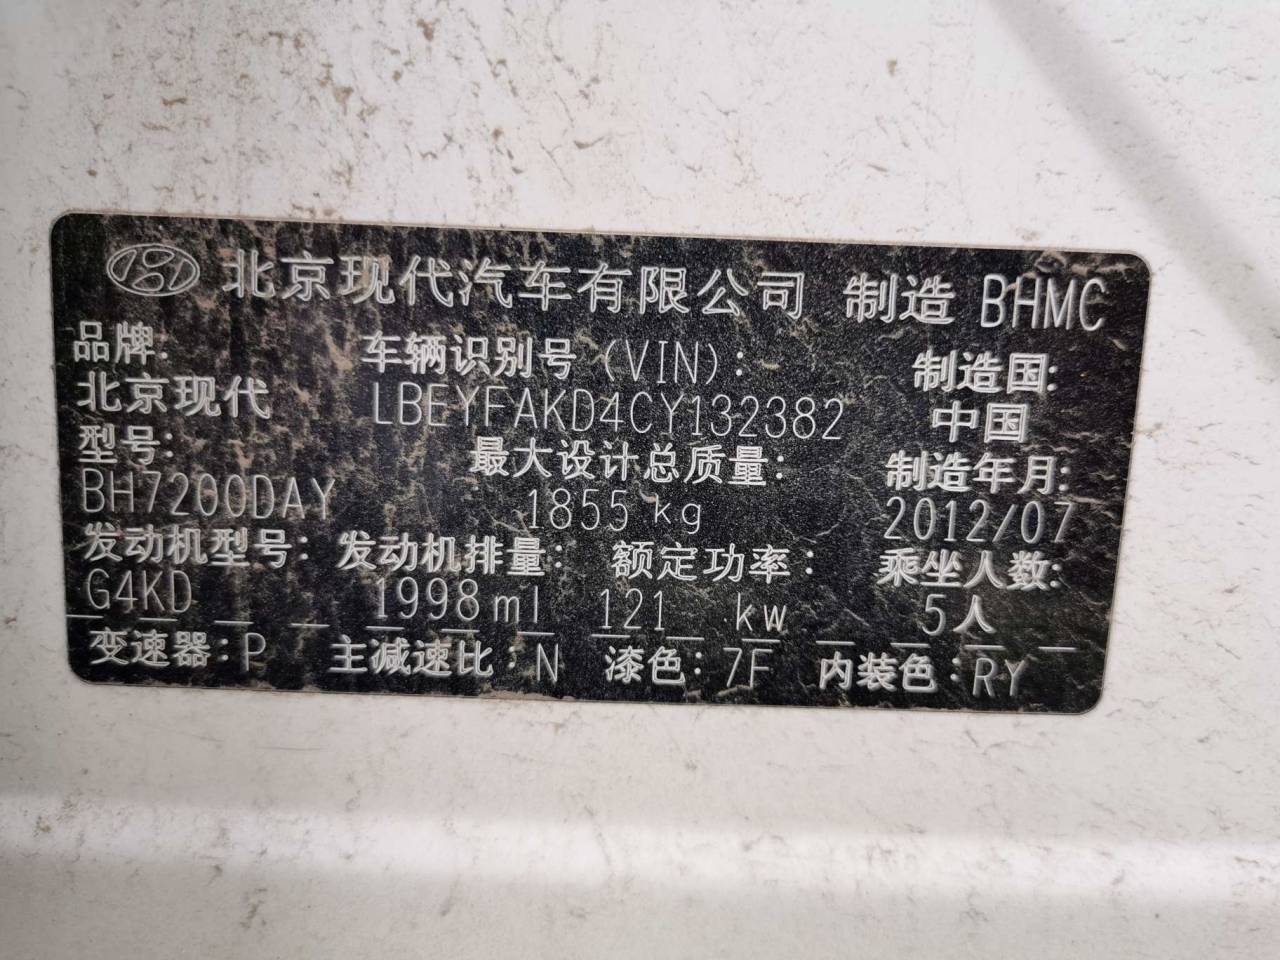 北京现代汽车有限公司 制造 BHMC
品牌: 车辆识别号(VIN): 制造国:
北京现代 LBEYFAKD4CY132382 中国
型号: 最大设计总质量: 制造年月:
BH7200DAY 1855 kg 2012/07
发动机型号: 发动机排量: 额定功率: 乘坐人数:
G4KD 1998 ml 121 kw 5人
变速器:P 主减速比:N 漆色:7F 内装色:RY